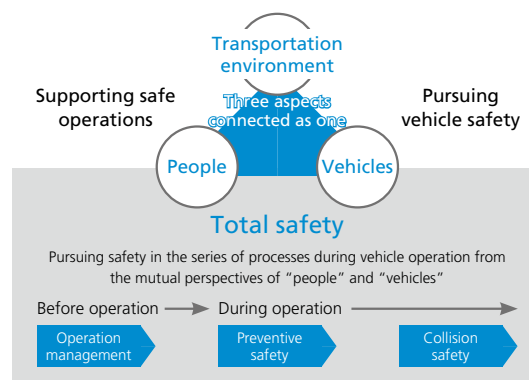 Transportation
environment
Supporting safe
operations
Three aspects
connected as one
Pursuing
vehicle safety
People
Vehicles
Total safety
Pursuing safety in the series of processes during vehicle operation from
the mutual perspectives of “people” and “vehicles”
Before operation
During operation
Operation
management
Preventive
safety
Collision
safety